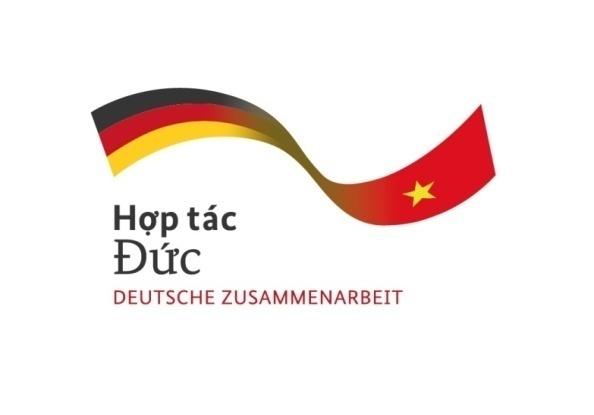 Hợp tác
Đức
DEUTSCHE ZUSAMMENARBEIT